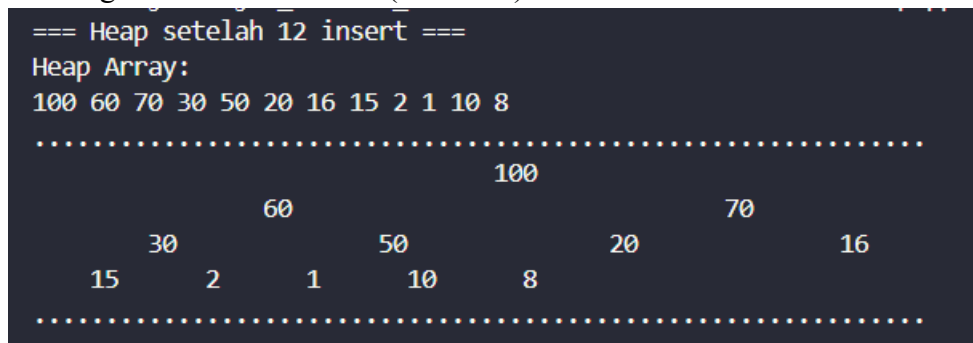 === Heap setelah 12 insert ===
Heap Array:
100 60 70 30 50 20 16 15 2 1 10 8
..............................................................
100
60 70
30 50 20 16
15 2 1 10 8
..............................................................